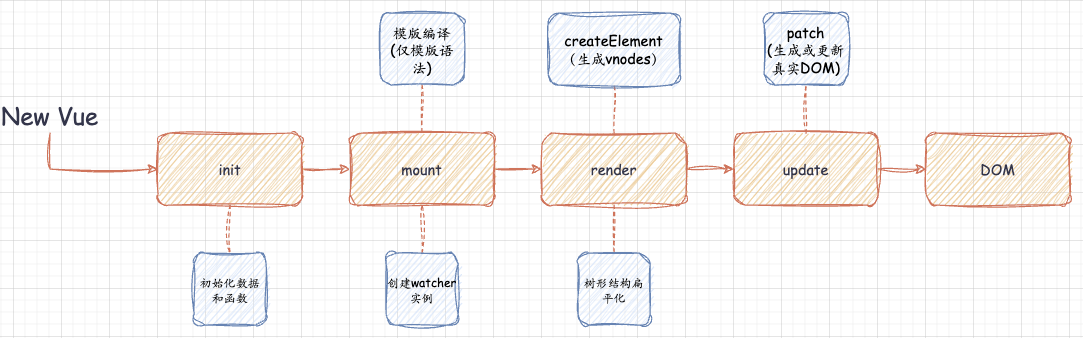 模版编译
(仅模版语
法)
createElement
(生成vnodes)
patch
(生成或更新
真实DOM)
New Vue
init
mount
render
update
DOM
初始化数据
和函数
创建watcher
实例
树形结构扁
平化